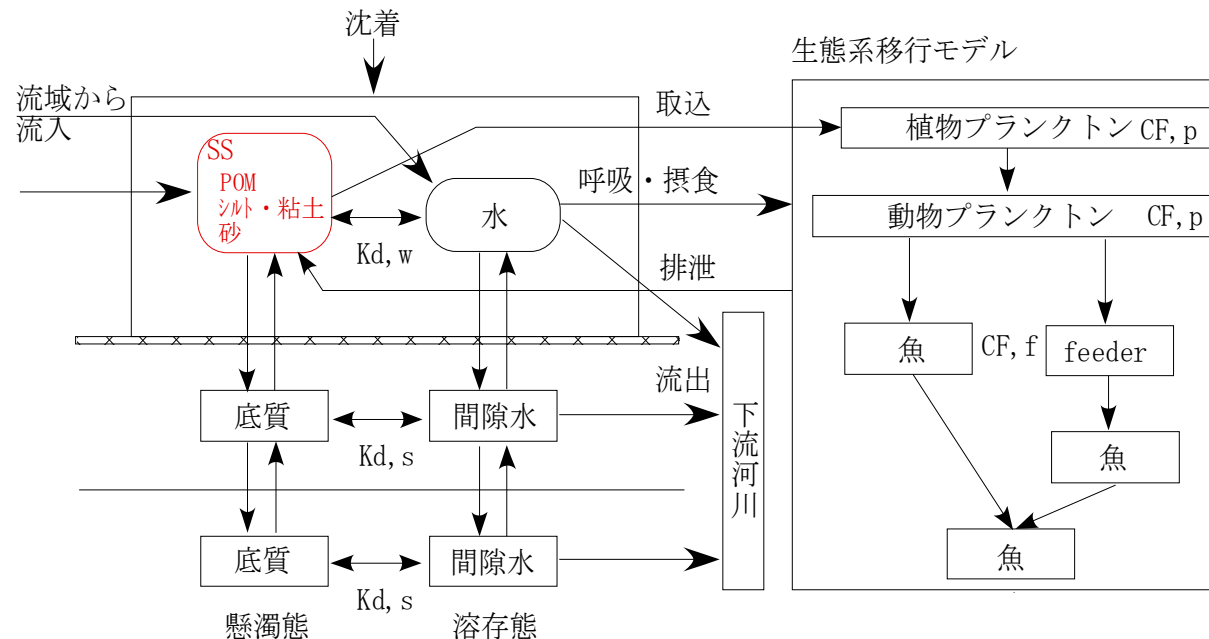 沈着
生態系移行モデル
流域から
流入
取込
植物プランクトン CF,p
SS
POM
ｼﾙﾄ・粘土
砂
呼吸・摂食
水
動物プランクトン CF,p
Kd,w
排泄
魚
CF,f
feeder
流出
底質
間隙水
下流河川
Kd,s
魚
底質
間隙水
魚
Kd,s
懸濁態
溶存態